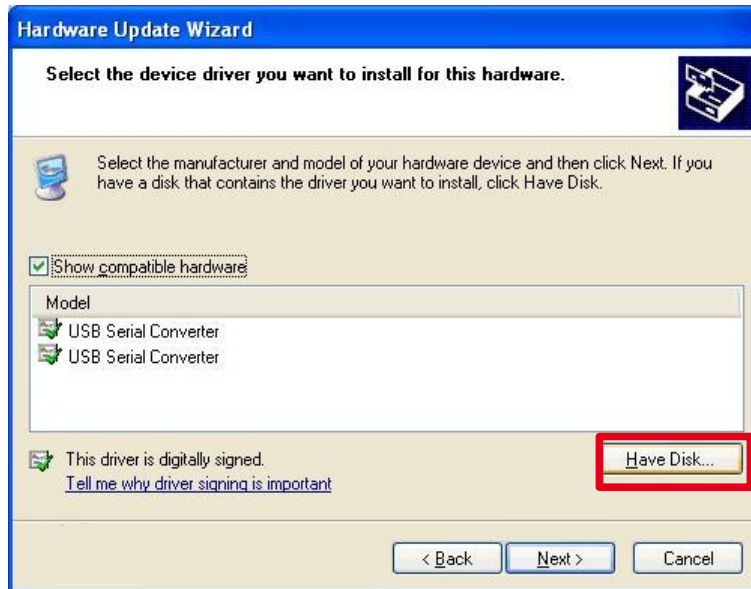 Hardware Update Wizard
Select the device driver you want to install for this hardware.
Select the manufacturer and model of your hardware device and then click Next. If you
have a disk that contains the driver you want to install, click Have Disk.
Show compatible hardware
Model
USB Serial Converter
USB Serial Converter
This driver is digitally signed.
Have Disk...
Tell me why driver signing is important
< Back
Next >
Cancel